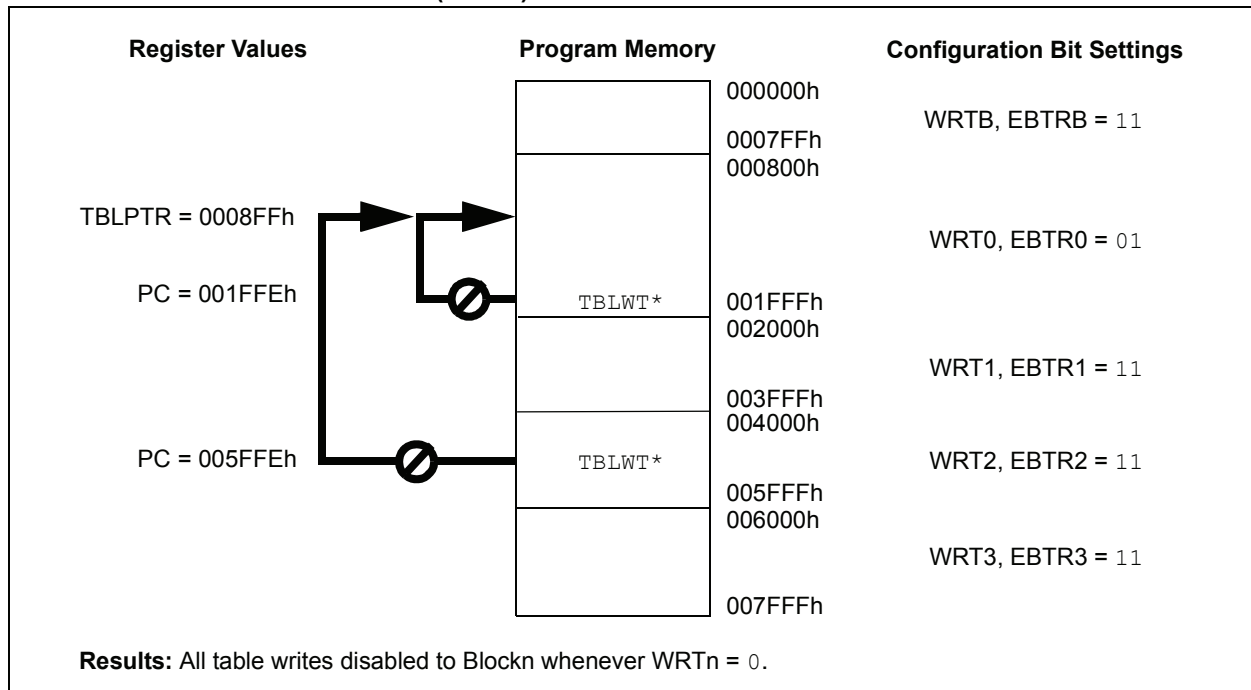 Register Values Program Memory Configuration Bit Settings
000000h
WRTB, EBTRB = 11
0007FFh
000800h
TBLPTR = 0008FFh
WRT0, EBTR0 = 01
PC = 001FFEh TBLWT* 001FFFh
002000h
WRT1, EBTR1 = 11
003FFFh
004000h
PC = 005FFEh TBLWT* WRT2, EBTR2 = 11
005FFFh
006000h
WRT3, EBTR3 = 11
007FFFh
Results: All table writes disabled to Blockn whenever WRTn = 0.